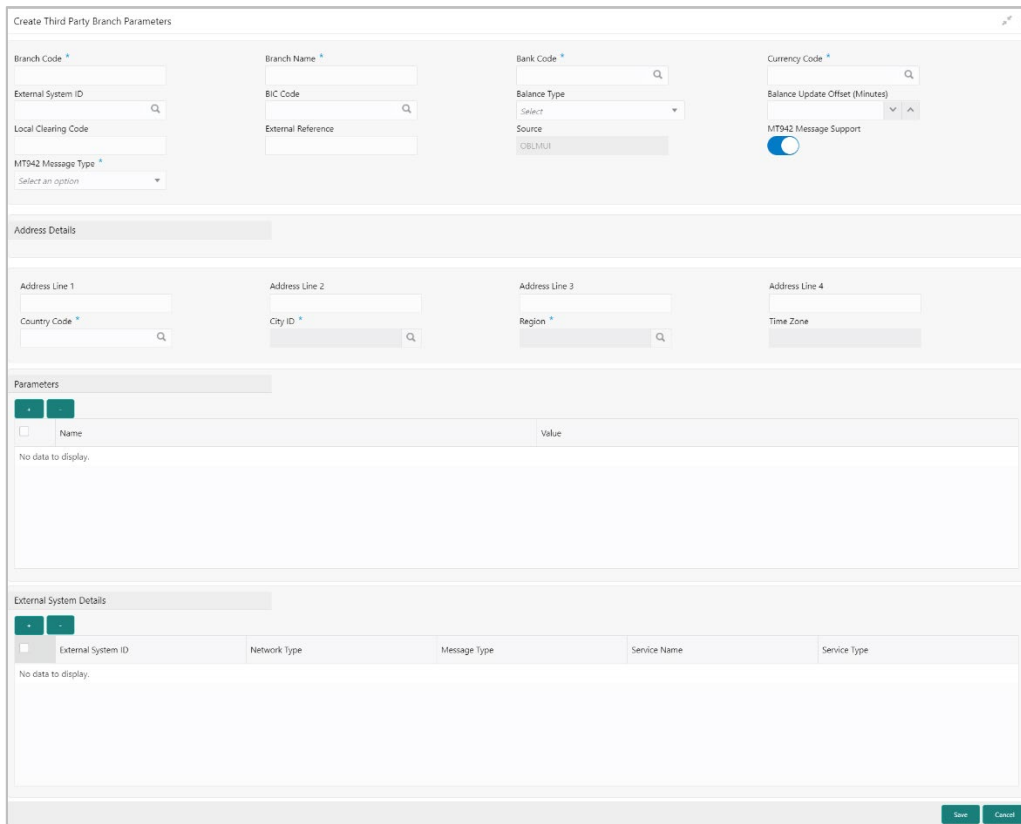 Create Third Party Branch Parameters
Branch Code * Branch Name * Bank Code * Currency Code *
External System ID BIC Code Balance Type Balance Update Offset (Minutes)
Select
Local Clearing Code External Reference Source MT942 Message Support
OBLMUI
MT942 Message Type *
Select an option
Address Details
Address Line 1 Address Line 2 Address Line 3 Address Line 4
Country Code * City ID * Region * Time Zone
Parameters
+ -
Name Value
No data to display.
External System Details
+ -
External System ID Network Type Message Type Service Name Service Type
No data to display.
Save Cancel